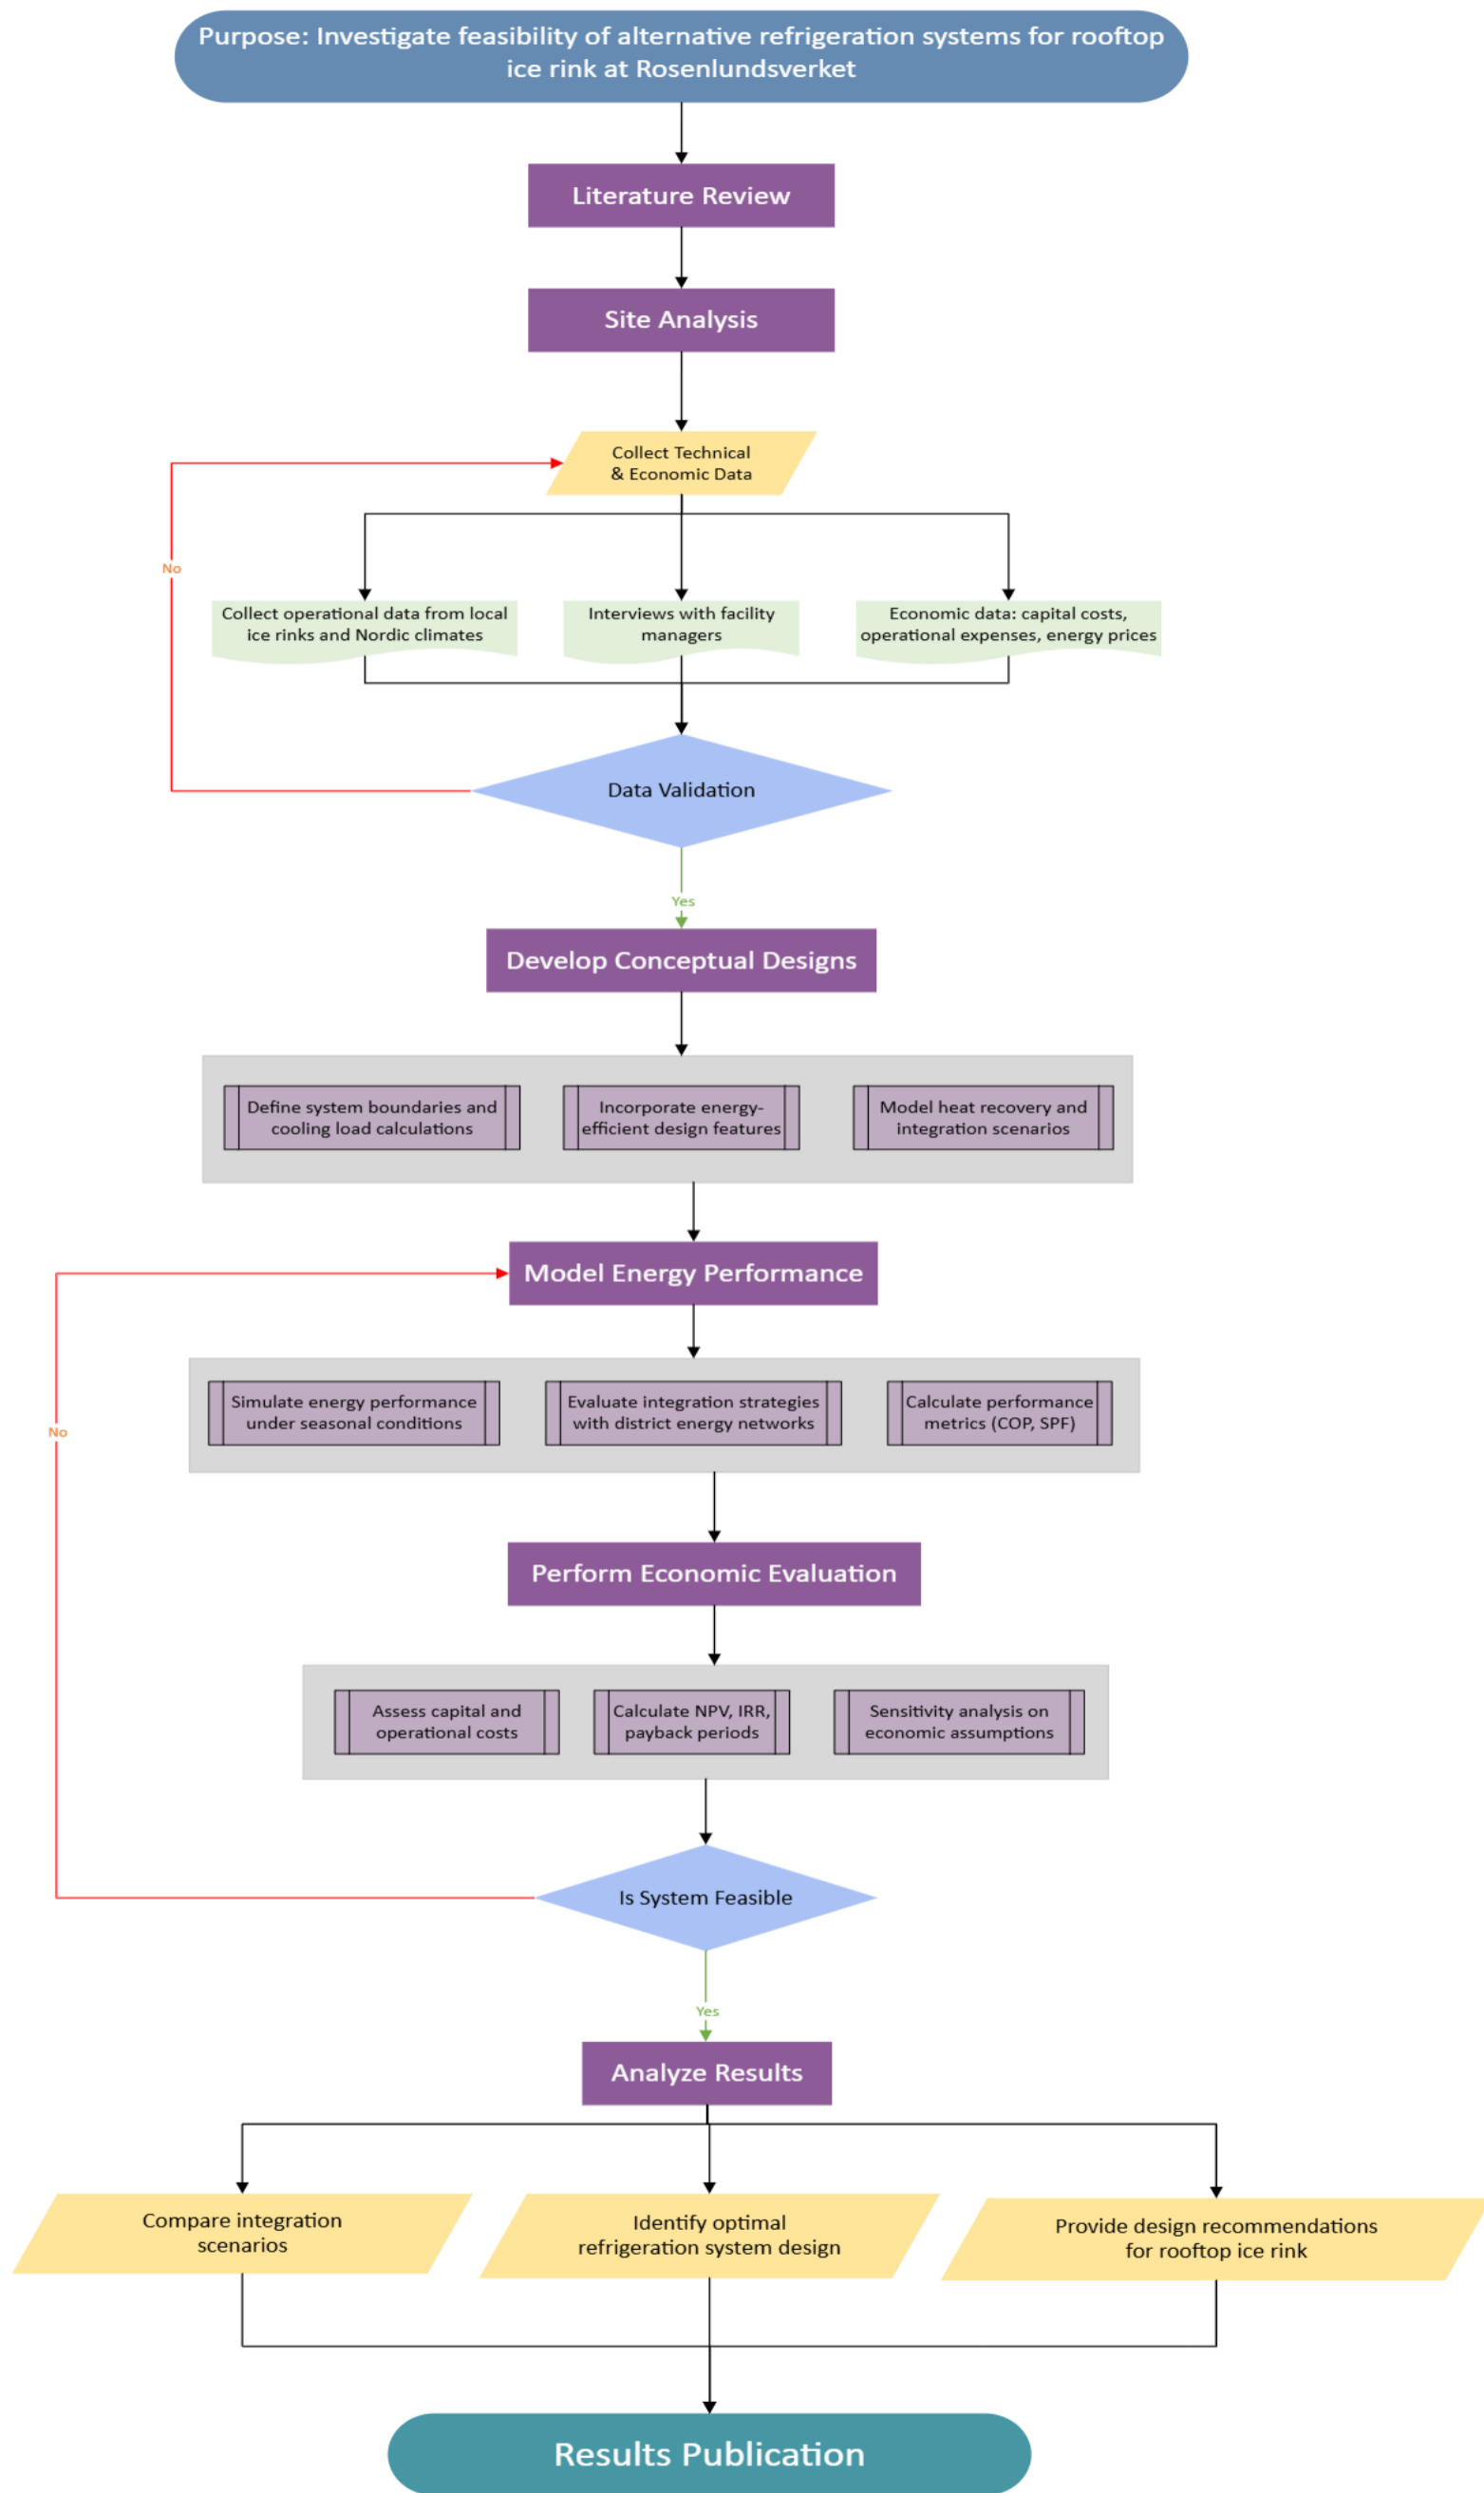 Purpose: Investigate feasibility of alternative refrigeration systems for rooftop
ice rink at Rosenlundsverket
Literature Review
Site Analysis
Collect Technical
& Economic Data
No
Collect operational data from local
ice rinks and Nordic climates
Interviews with facility
managers
Economic data: capital costs,
operational expenses, energy prices
Data Validation
Yes
Develop Conceptual Designs
Define system boundaries and
cooling load calculations
Incorporate energy-
efficient design features
Model heat recovery and
integration scenarios
Model Energy Performance
Simulate energy performance
under seasonal conditions
Evaluate integration strategies
with district energy networks
Calculate performance
metrics (COP, SPF)
No
Perform Economic Evaluation
Assess capital and
operational costs
Calculate NPV, IRR,
payback periods
Sensitivity analysis on
economic assumptions
Is System Feasible
Yes
Analyze Results
Compare integration
scenarios
Identify optimal
refrigeration system design
Provide design recommendations
for rooftop ice rink
Results Publication